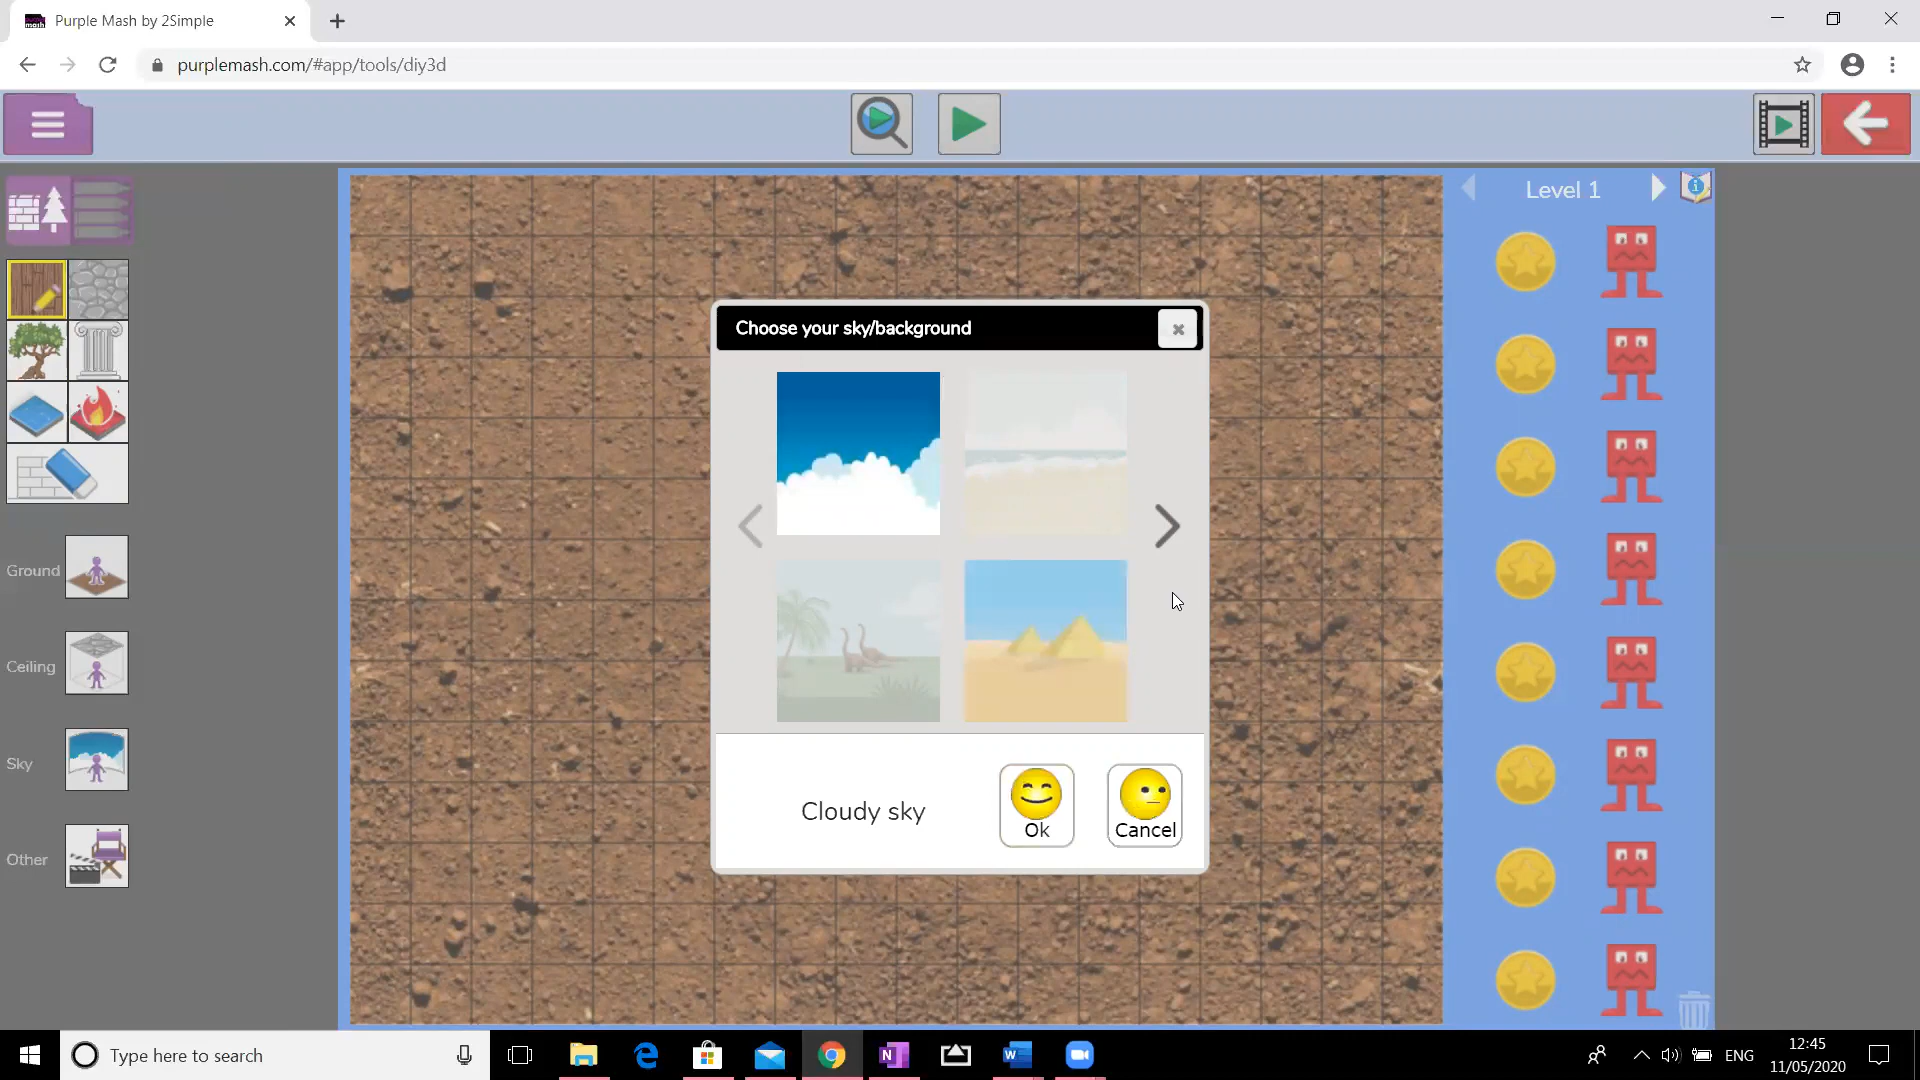 Purple Mash by 2Simple
purplemash.com/#app/tools/diy3d
Level 1
Choose your sky/background
Ground
Ceiling
Sky
Other
Cloudy sky
Ok
Cancel
Type here to search
ENG
12:45
11/05/2020